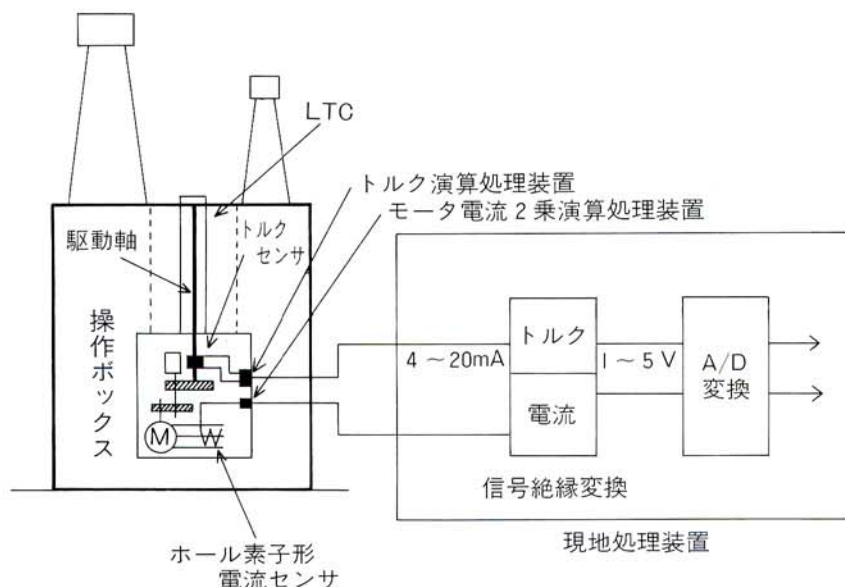 LTC
トルク演算処理装置
モータ電流2乗演算処理装置
駆動軸
トルク
センサ
操作ボックス
M
4~20mA
トルク
電流
1~5V
A/D
変換
信号絶縁変換
現地処理装置
ホール素子形
電流センサ